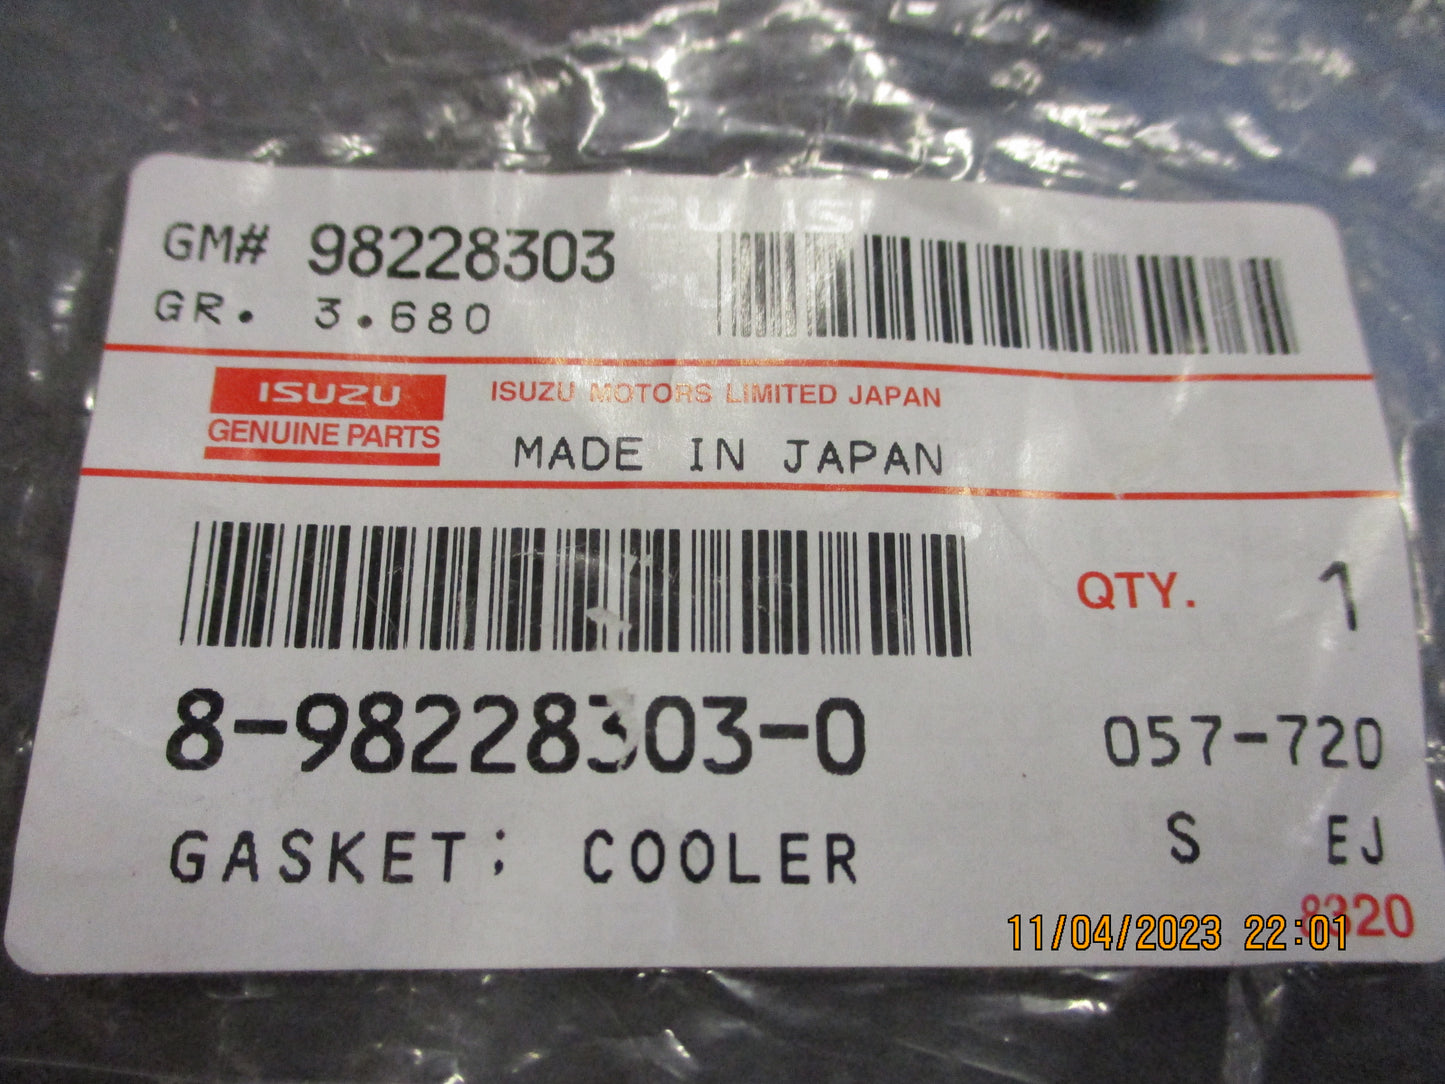 GM# 98228303
GR. 3.680
ISUZU
GENUINE PARTS
ISUZU MOTORS LIMITED JAPAN
MADE IN JAPAN
QTY. 1
8-98228303-0
057-720
GASKET; COOLER
S EJ
8320
11/04/2023 22:01